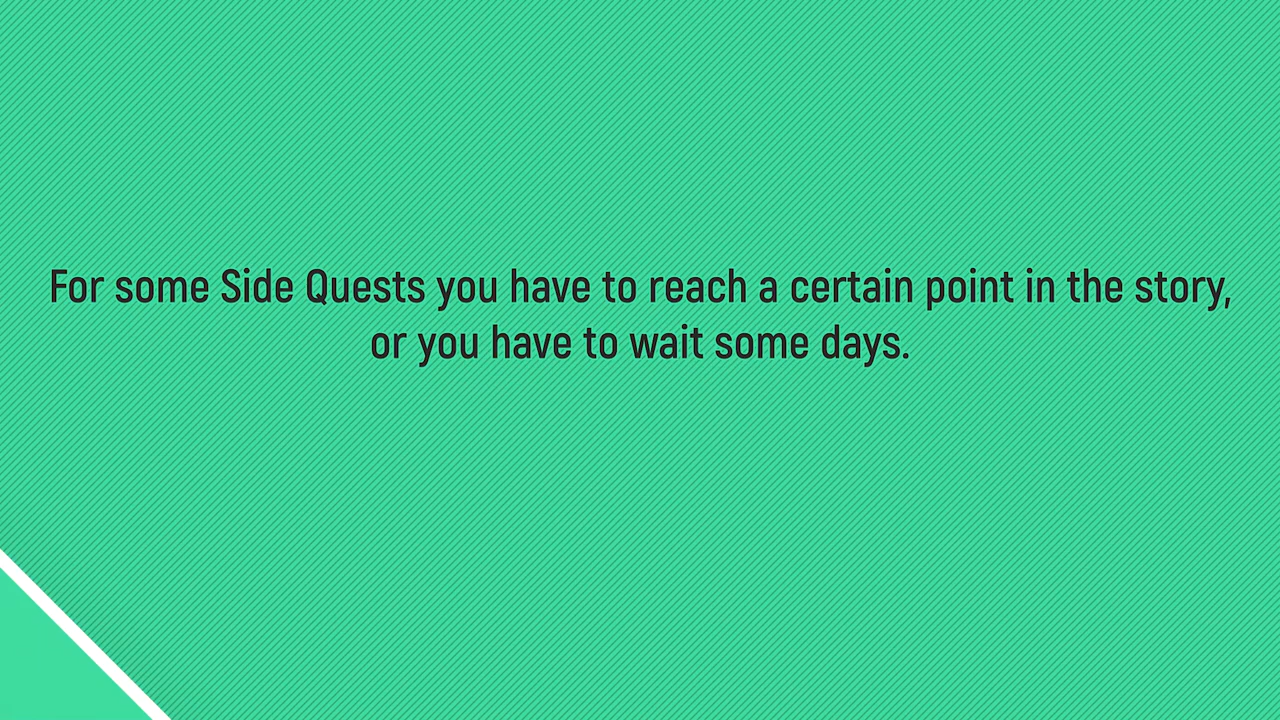 For some Side Quests you have to reach a certain point in the story,
or you have to wait some days.